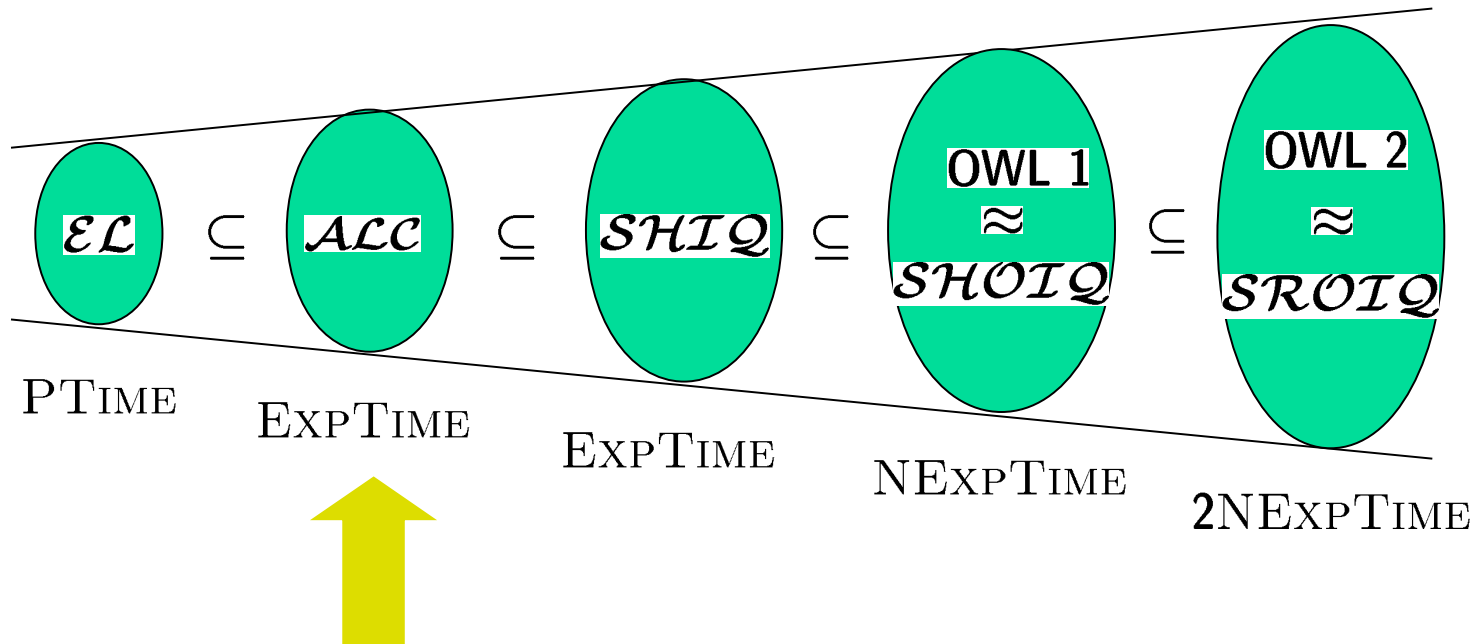 ℰℒ ⊆ 𝒜ℒ𝒞 ⊆ 𝒮ℋℐ𝒬 ⊆ OWL 1 ⊆ OWL 2
≈ ≈
𝒮ℋ𝒪ℐ𝒬 𝒮ℛ𝒪ℐ𝒬
PTIME
EXPTIME
EXPTIME
NEXPTIME
2NEXPTIME